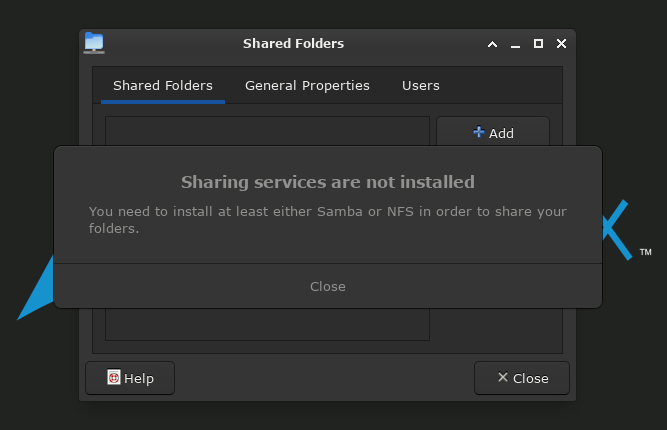 Shared Folders
Shared Folders General Properties Users
Add
Sharing services are not installed
You need to install at least either Samba or NFS in order to share your
folders.
Close
X
TM
Help
Close